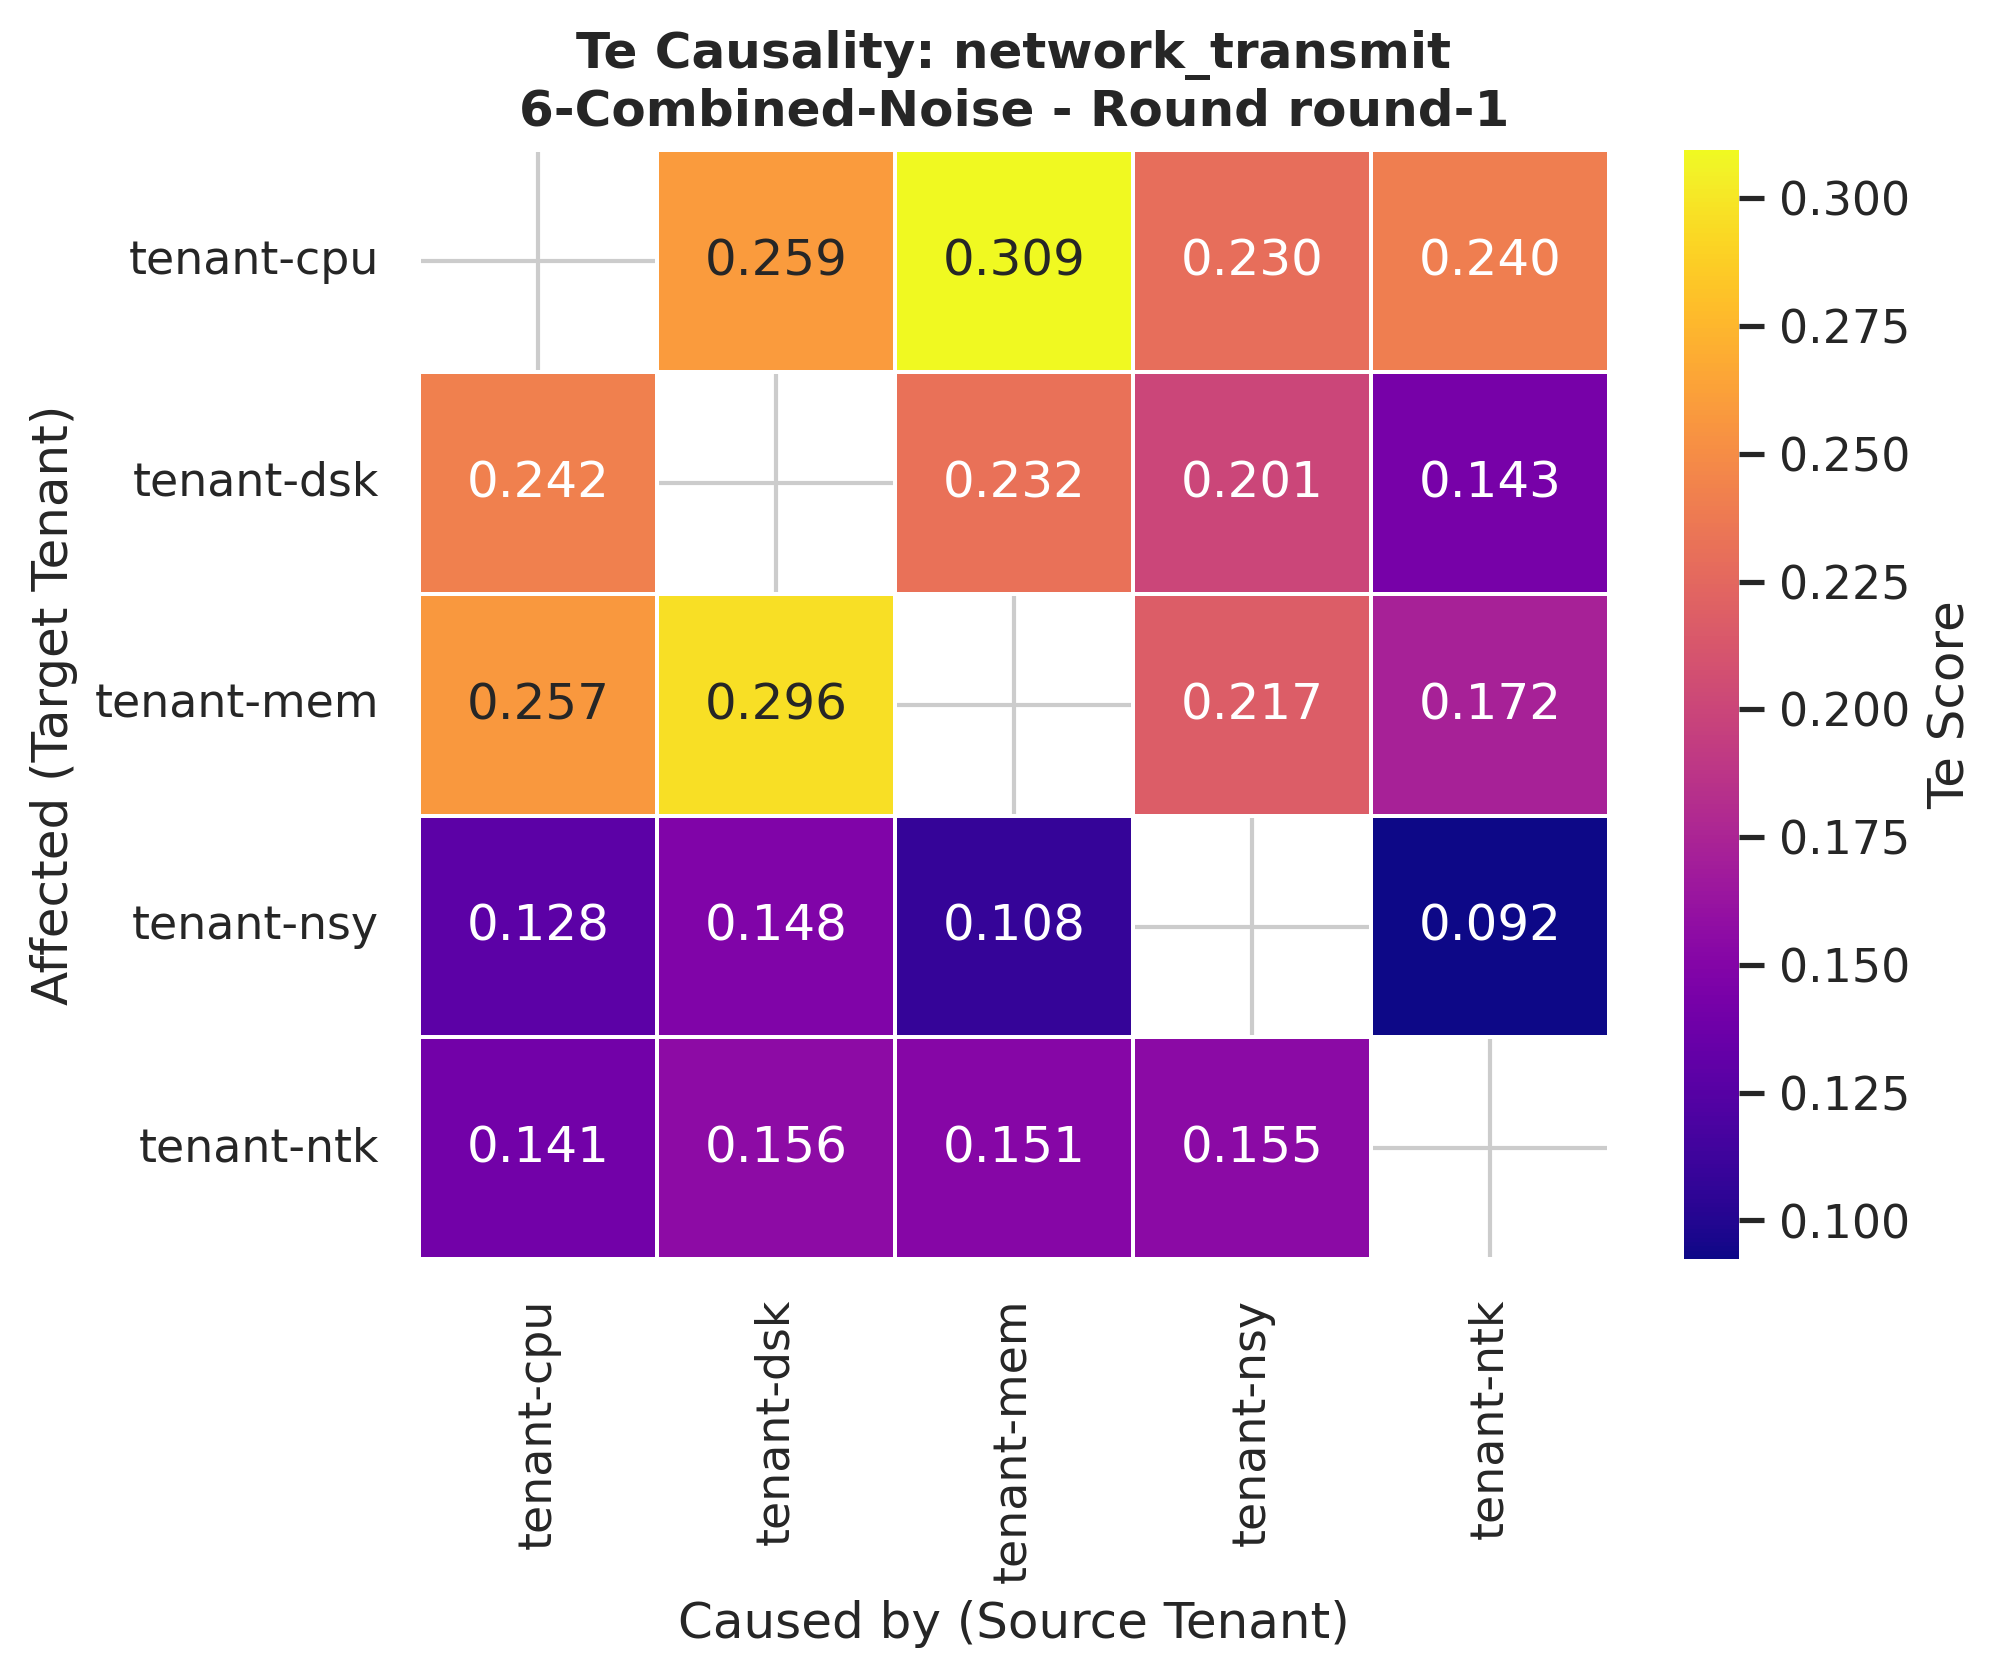 Te Causality: network_transmit
6-Combined-Noise - Round round-1
Affected (Target Tenant)
tenant-cpu 0.259 0.309 0.230 0.240
tenant-dsk 0.242 0.232 0.201 0.143
tenant-mem 0.257 0.296 0.217 0.172
tenant-nsy 0.128 0.148 0.108 0.092
tenant-ntk 0.141 0.156 0.151 0.155
tenant-cpu tenant-dsk tenant-mem tenant-nsy tenant-ntk
Caused by (Source Tenant)
0.300
0.275
0.250
0.225
0.200
0.175
0.150
0.125
0.100
Te Score